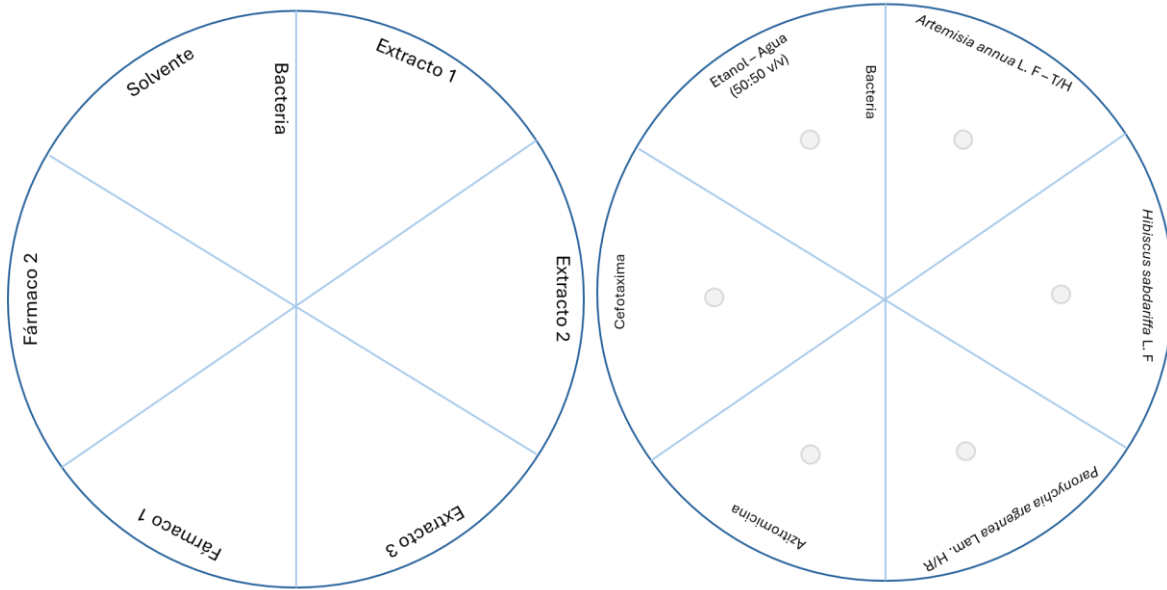 Solvente
Bacteria
Extracto 1
Extracto 2
Extracto 3
Fármaco 1
Fármaco 2
Etanol – Agua
(50:50 v/v)
Bacteria
Artemisia annua L. F – T/H
Hibiscus sabdariffa L. F
Paronychia argentea Lam. H/R
Azitromicina
Cefotaxima